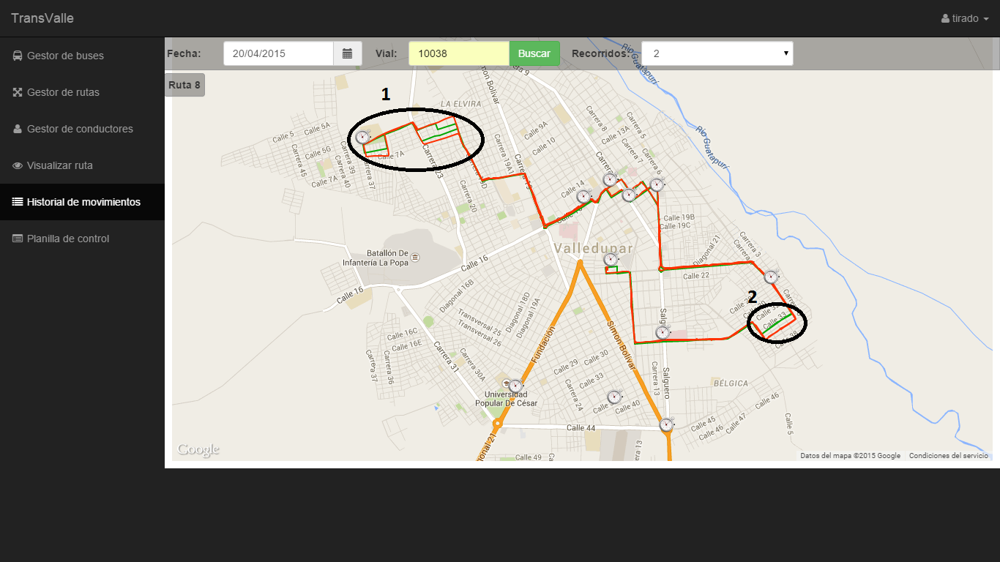 TransValle
tirado
Gestor de buses
Gestor de rutas
Gestor de conductores
Visualizar ruta
Historial de movimientos
Planilla de control
Fecha: 20/04/2015 Vial: 10038 Buscar Recorridos: 2
Ruta 8
1
LA ELVIRA
Río Guatapurí
Río Guatapurí
Carrera 8
Calle 13A
Carrera 5
Calle 9A
Calle 10
Carrera 7
Carrera 6
Calle 5
Calle 5A
Calle 5G
Carrera 45
Calle 7A
Carrera 39
Carrera 40
Carrera 37
Calle 7A
Carrera 23
Carrera 19A1
Calle 14
Calle 20
Calle 19B
Calle 19C
Diagonal 21
Carrera 3
Valledupar
Batallón De
Infantería La Popa
Calle 16
Calle 16
Calle 22
2
Calle 33
Diagonal 16B
Diagonal 18D
Diagonal 19A
Transversal 25
Transversal 26
Calle 16C
Calle 16E
Carrera 37
Carrera 36
Carrera 31
Carrera 30A
Fundación
Simon Bolivar
Salguero
Calle 29
Calle 30
Calle 33
Carrera 24
Calle 40
Carrera 13
BÉLGICA
Universidad
Popular De César
Calle 44
Calle 45
Calle 46
Calle 47
Calle 46
Calle 5
Calle 49
Google
Datos del mapa ©2015 Google Condiciones del servicio